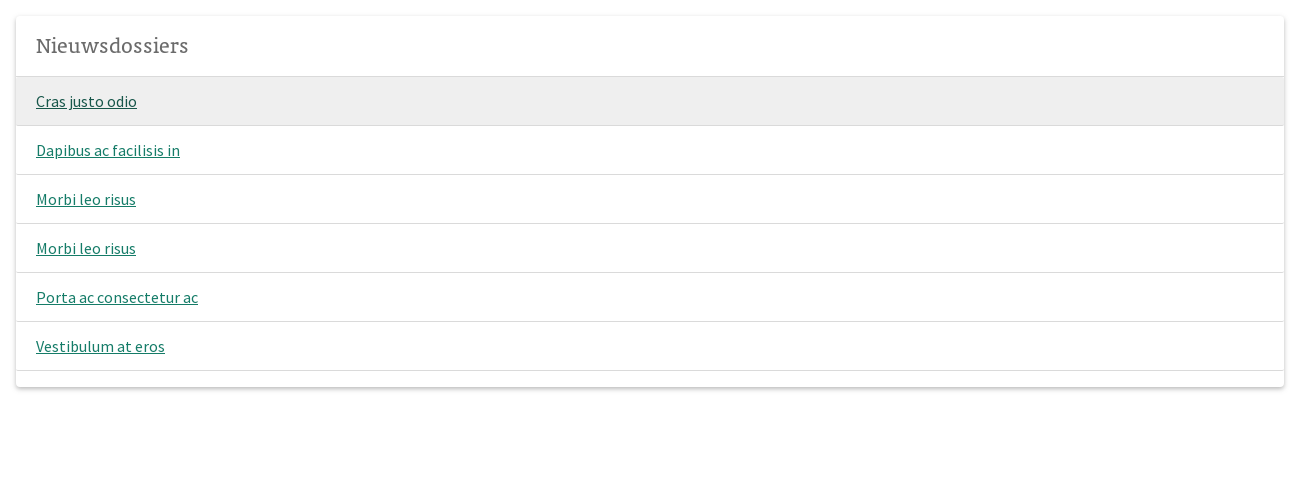 Nieuwsdossiers
Cras justo odio
Dapibus ac facilisis in
Morbi leo risus
Morbi leo risus
Porta ac consectetur ac
Vestibulum at eros